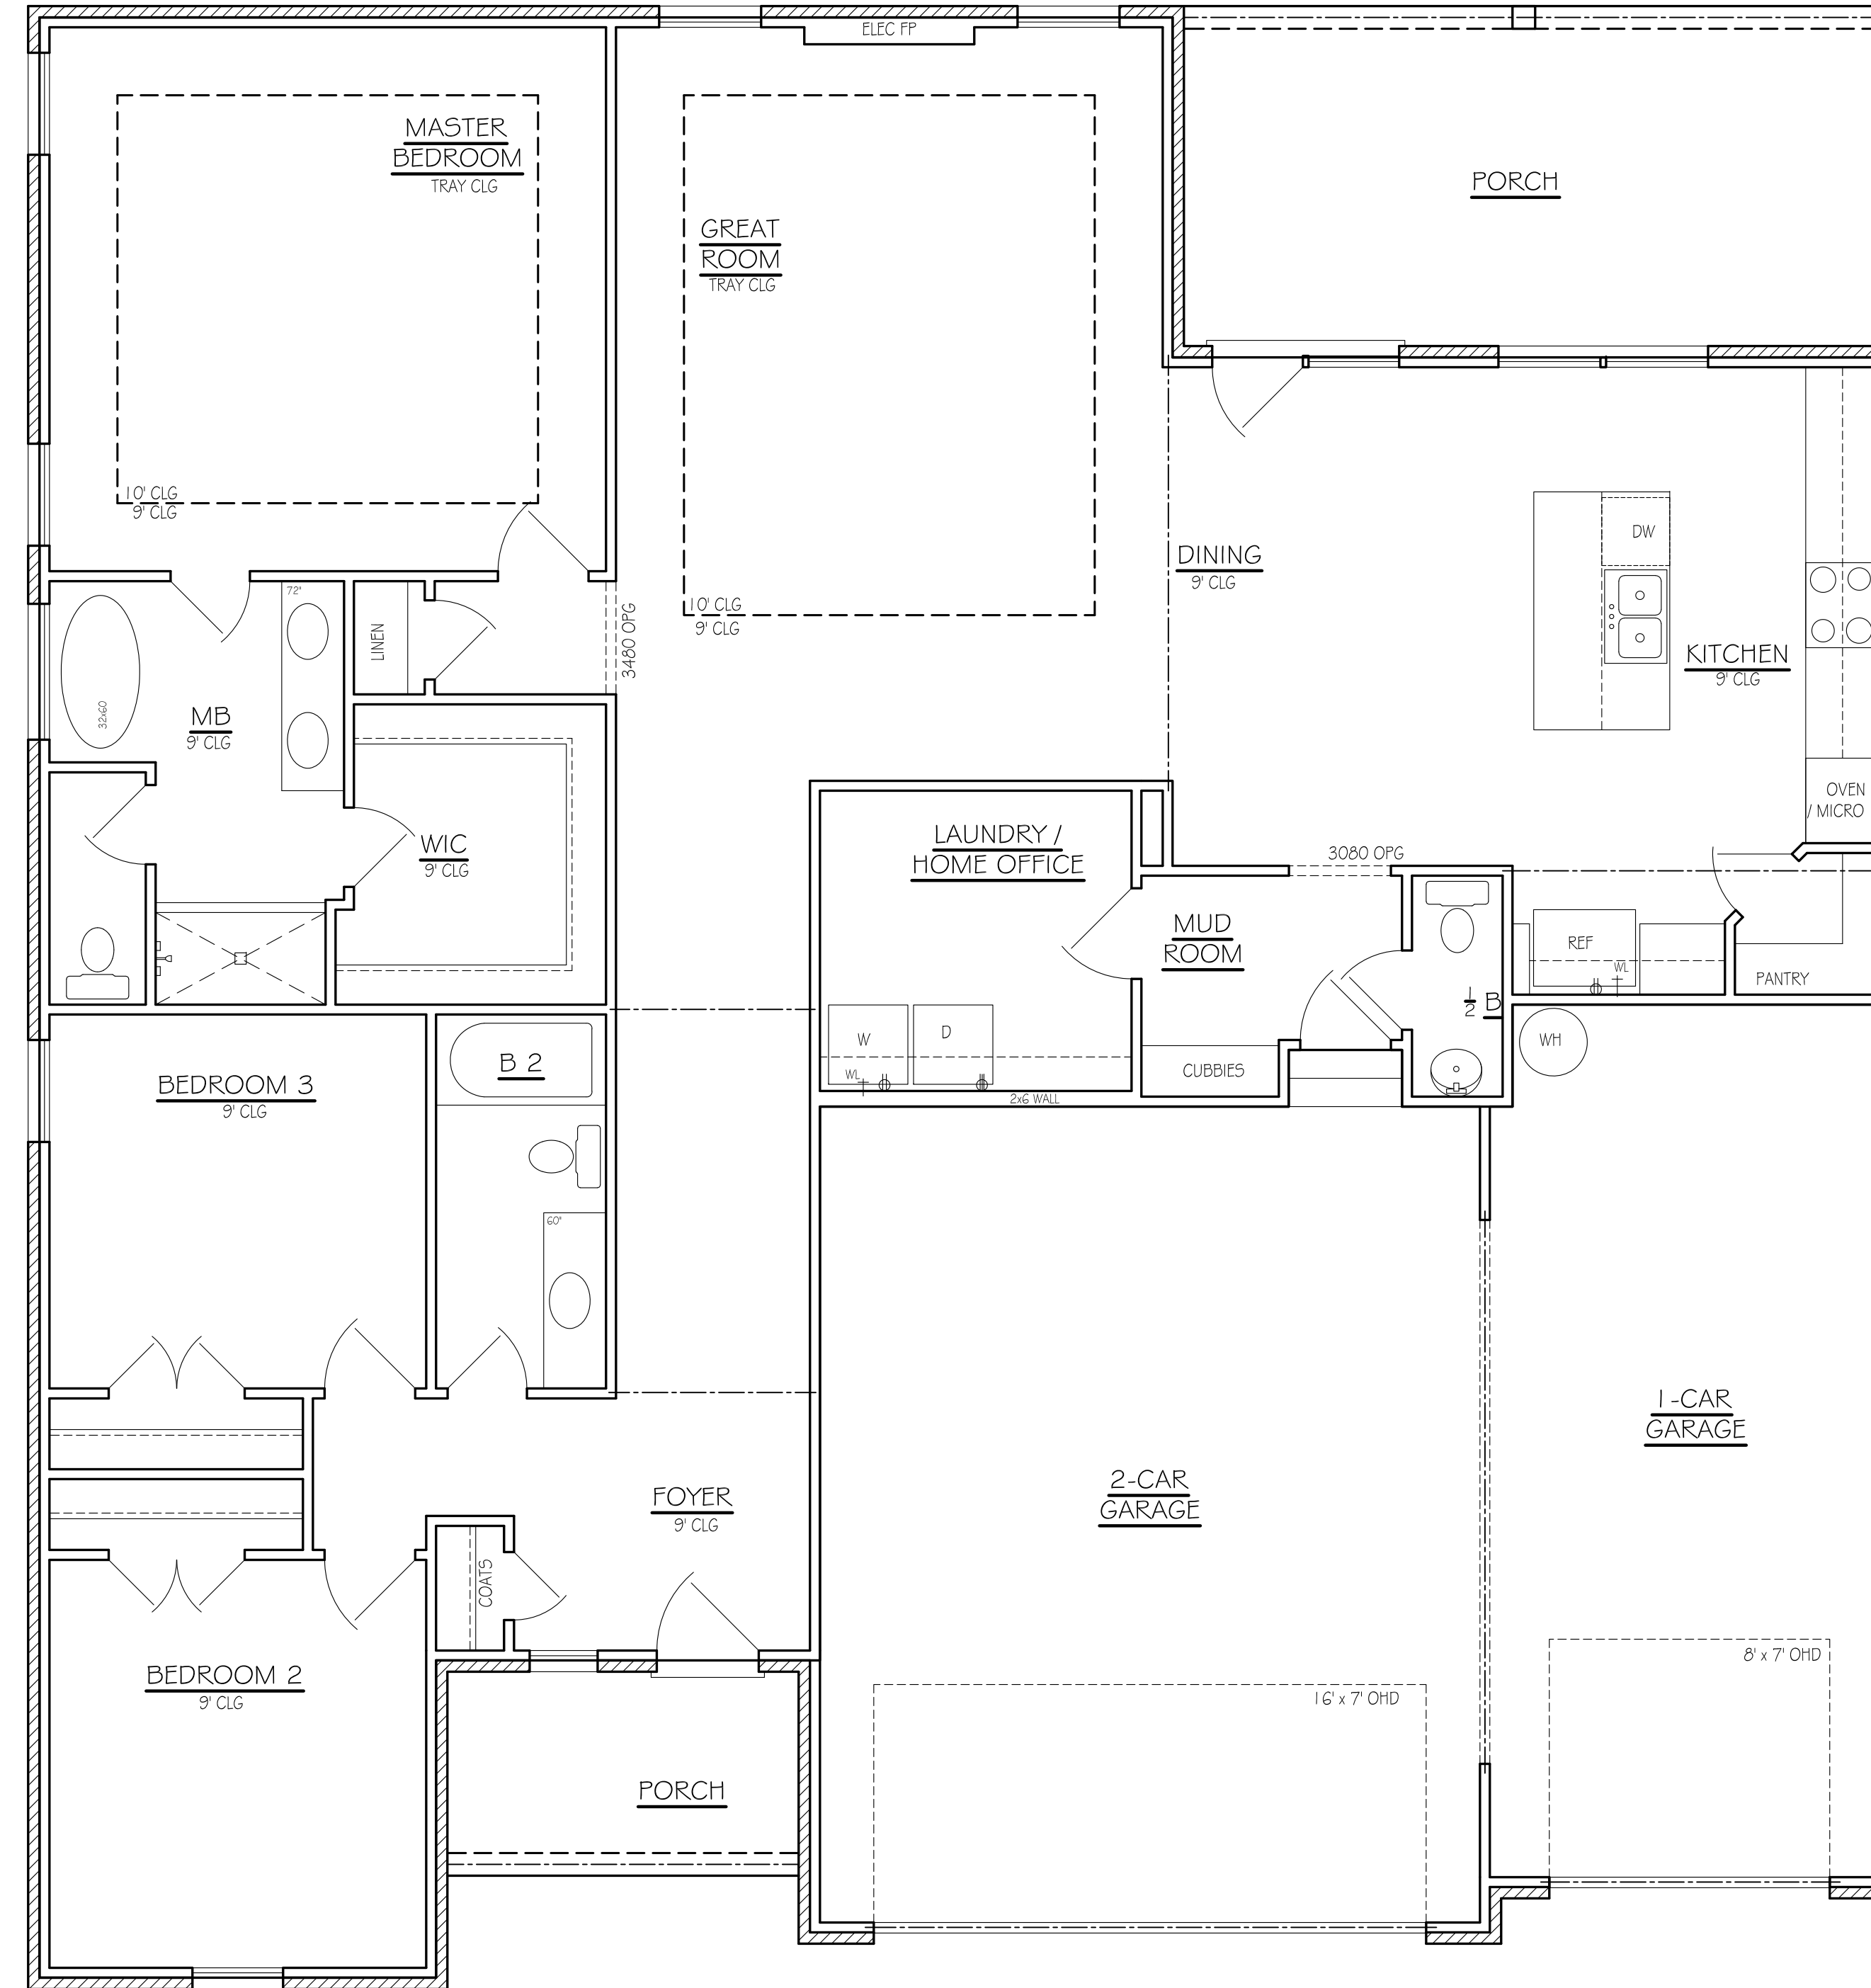 ELEC FP
MASTER
BEDROOM
TRAY CLG
PORCH
GREAT
ROOM
TRAY CLG
10' CLG
9' CLG
DW
DINING
9' CLG
72"
10' CLG
9' CLG
LINEN
3480 OPG
KITCHEN
9' CLG
32x60
MB
9' CLG
OVEN
/ MICRO
WIC
9' CLG
LAUNDRY /
HOME OFFICE
3080 OPG
MUD
ROOM
REF
WL
PANTRY
1/2 B
W
D
WL
WH
B 2
CUBBIES
BEDROOM 3
9' CLG
2x6 WALL
60"
1-CAR
GARAGE
2-CAR
GARAGE
FOYER
9' CLG
COATS
BEDROOM 2
9' CLG
8' x 7' OHD
16' x 7' OHD
PORCH